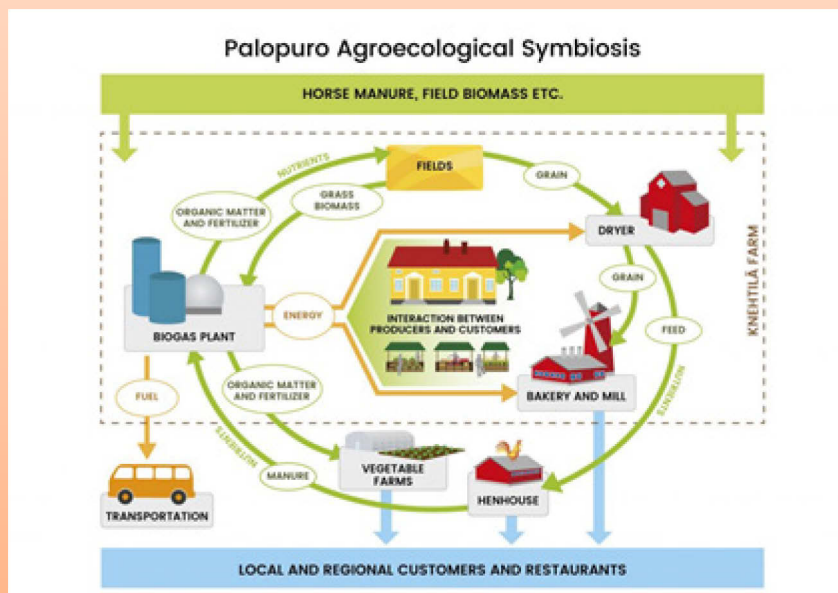 Palopuro Agroecological Symbiosis
HORSE MANURE, FIELD BIOMASS ETC.
NUTRIENTS
FIELDS
GRAIN
GRASS
BIOMASS
ORGANIC MATTER
AND FERTILIZER
DRYER
KNEHTILÄ FARM
GRAIN
ENERGY
INTERACTION BETWEEN
PRODUCERS AND CUSTOMERS
BIOGAS PLANT
FEED
ORGANIC MATTER
AND FERTILIZER
FUEL
BAKERY AND MILL
NUTRIENTS
NUTRIENTS
MANURE
VEGETABLE
FARMS
HENHOUSE
TRANSPORTATION
LOCAL AND REGIONAL CUSTOMERS AND RESTAURANTS